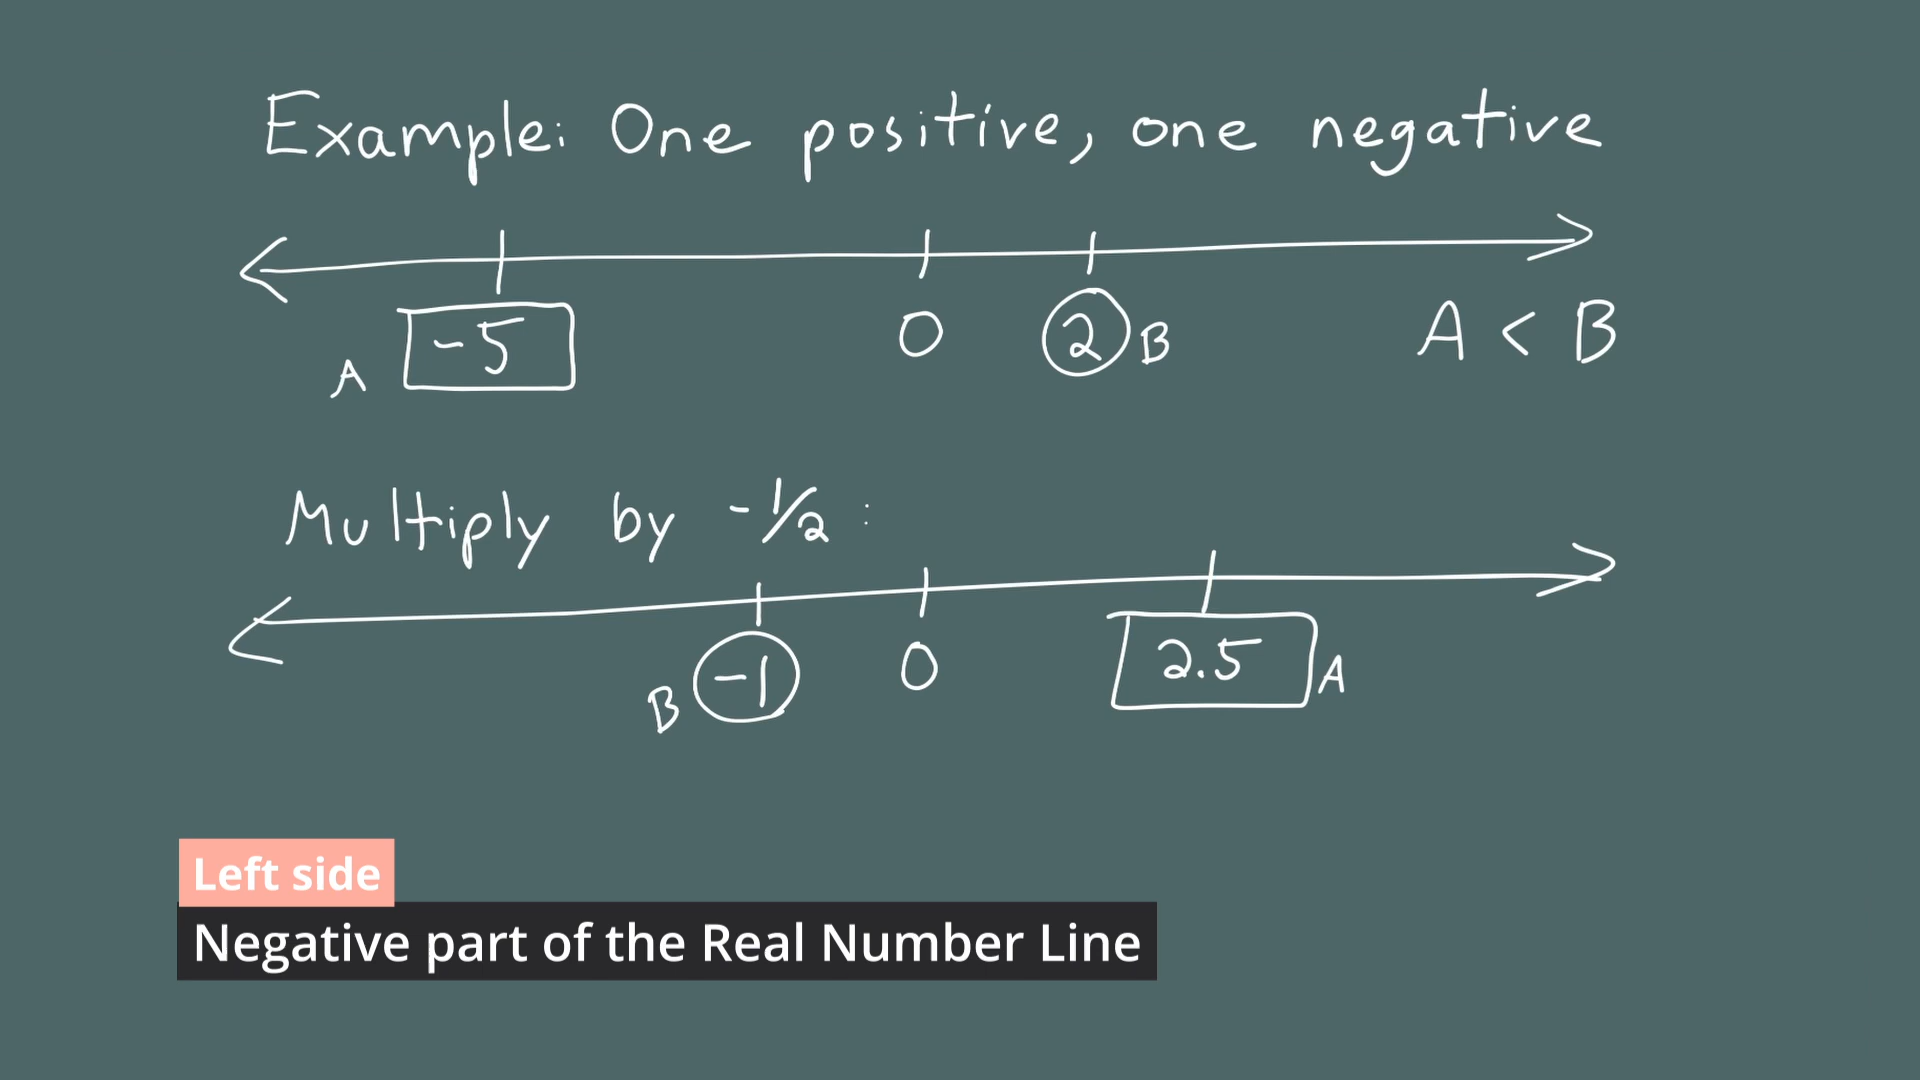 Example: One positive, one negative
-5 0 2 B A < B
A
Multiply by -1/2:
-1 0 2.5 A
B
Left side
Negative part of the Real Number Line